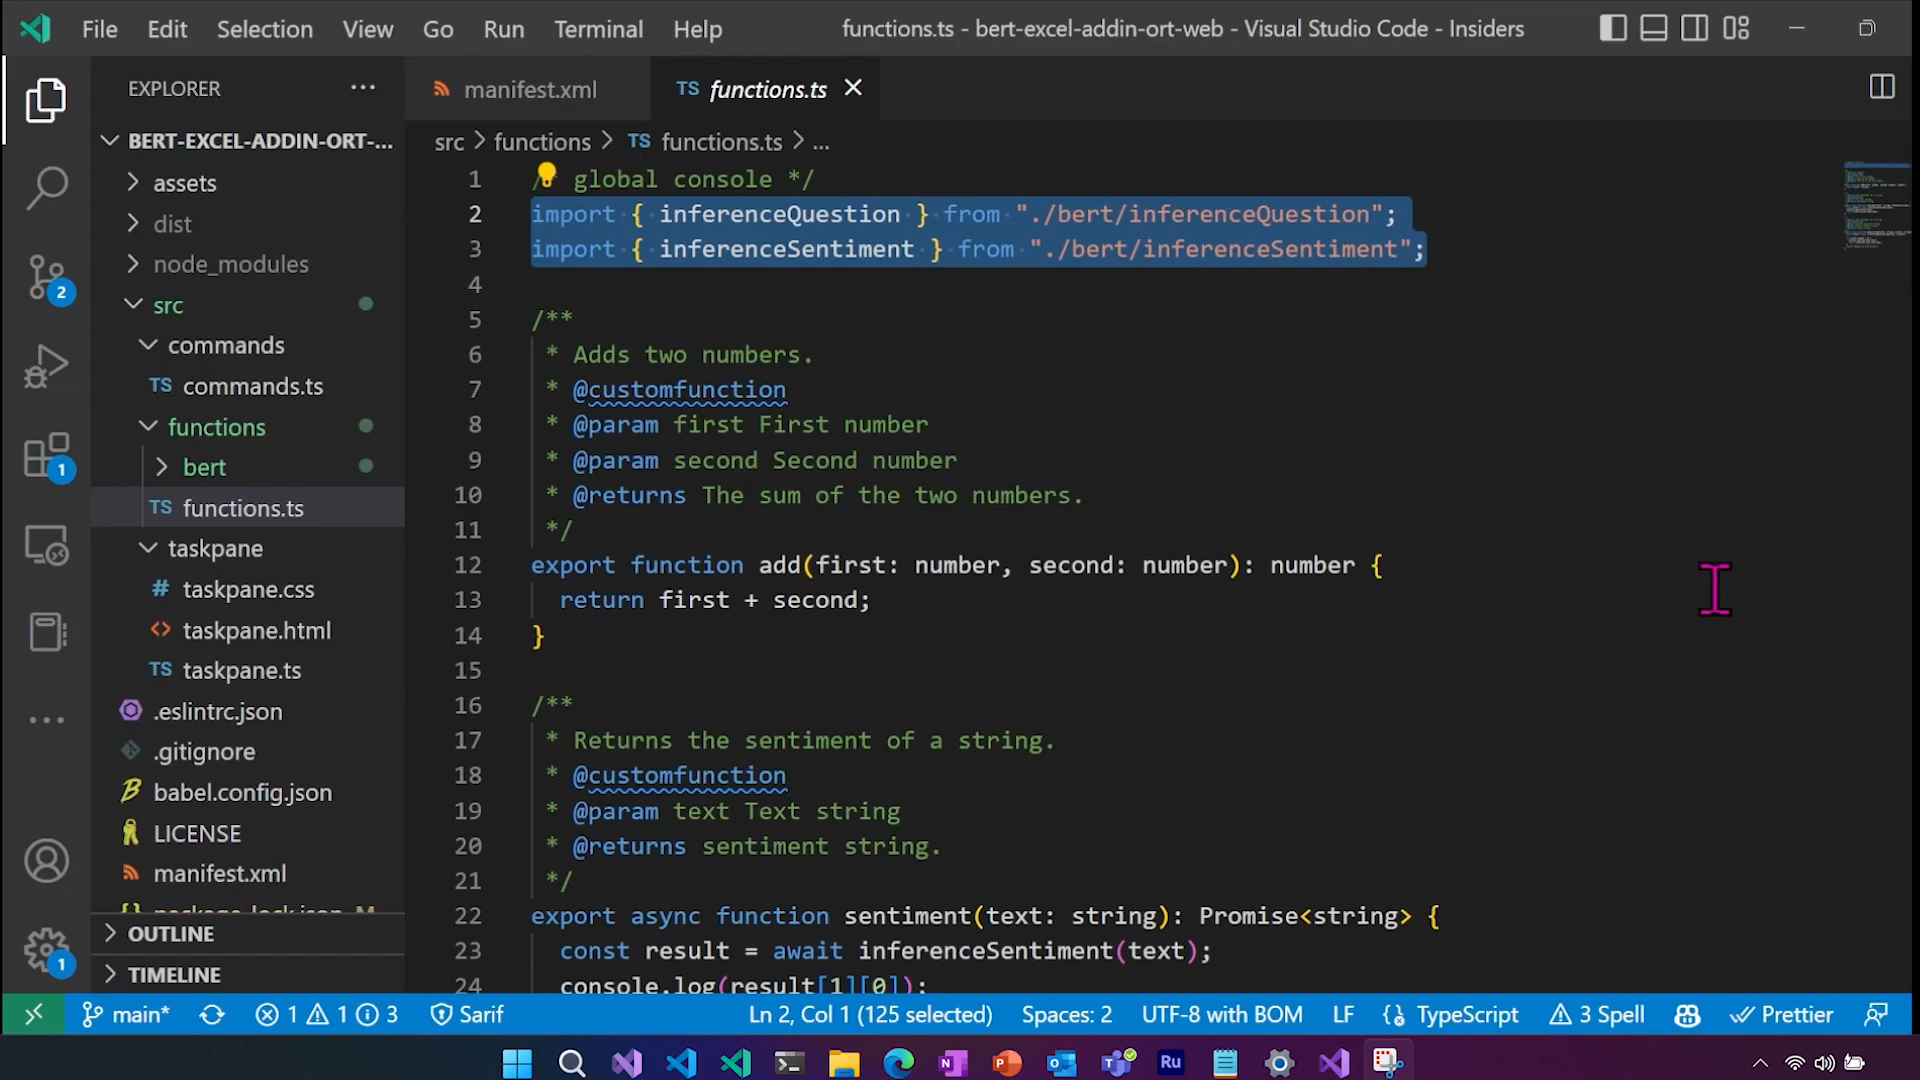 File Edit Selection View Go Run Terminal Help functions.ts - bert-excel-addin-ort-web - Visual Studio Code - Insiders
EXPLORER ...
manifest.xml
TS functions.ts
BERT-EXCEL-ADDIN-ORT-...
src > functions > TS functions.ts > ...
assets
dist
node_modules
src
commands
TS commands.ts
functions
bert
TS functions.ts
taskpane
# taskpane.css
<> taskpane.html
TS taskpane.ts
.eslintrc.json
.gitignore
babel.config.json
LICENSE
manifest.xml
OUTLINE
TIMELINE
2
1
1
1 / global console */
2 import { inferenceQuestion } from "./bert/inferenceQuestion";
3 import { inferenceSentiment } from "./bert/inferenceSentiment";
4
5 /**
6 * Adds two numbers.
7 * @customfunction
8 * @param first First number
9 * @param second Second number
10 * @returns The sum of the two numbers.
11 */
12 export function add(first: number, second: number): number {
13 return first + second;
14 }
15
16 /**
17 * Returns the sentiment of a string.
18 * @customfunction
19 * @param text Text string
20 * @returns sentiment string.
21 */
22 export async function sentiment(text: string): Promise<string> {
23 const result = await inferenceSentiment(text);
24 console.log(result[1][0]);
main* 1 1 3 Sarif Ln 2, Col 1 (125 selected) Spaces: 2 UTF-8 with BOM LF TypeScript 3 Spell Prettier
Ru